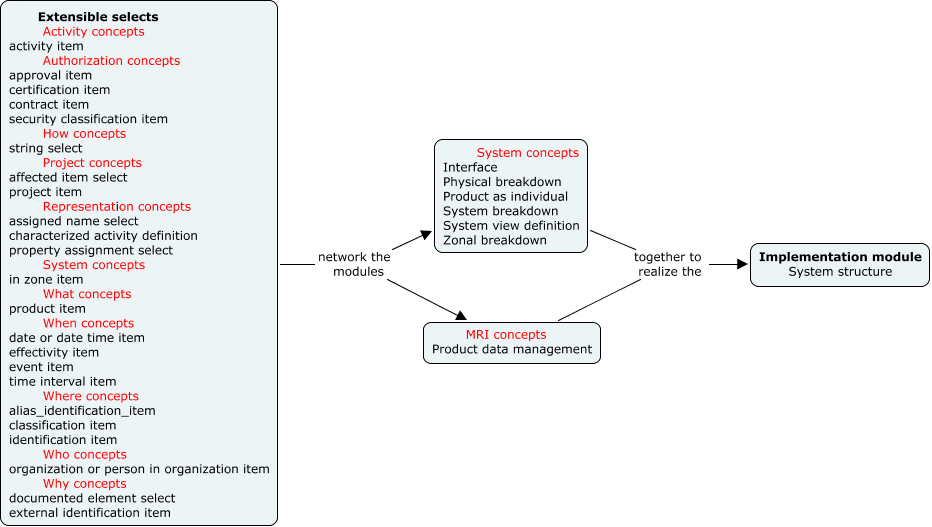 Extensible selects
Activity concepts
activity item
Authorization concepts
approval item
certification item
contract item
security classification item
How concepts
string select
Project concepts
affected item select
project item
Representation concepts
assigned name select
characterized activity definition
property assignment select
System concepts
in zone item
What concepts
product item
When concepts
date or date time item
effectivity item
event item
time interval item
Where concepts
alias_identification_item
classification item
identification item
Who concepts
organization or person in organization item
Why concepts
documented element select
external identification item
network the
modules
System concepts
Interface
Physical breakdown
Product as individual
System breakdown
System view definition
Zonal breakdown
MRI concepts
Product data management
together to
realize the
Implementation module
System structure